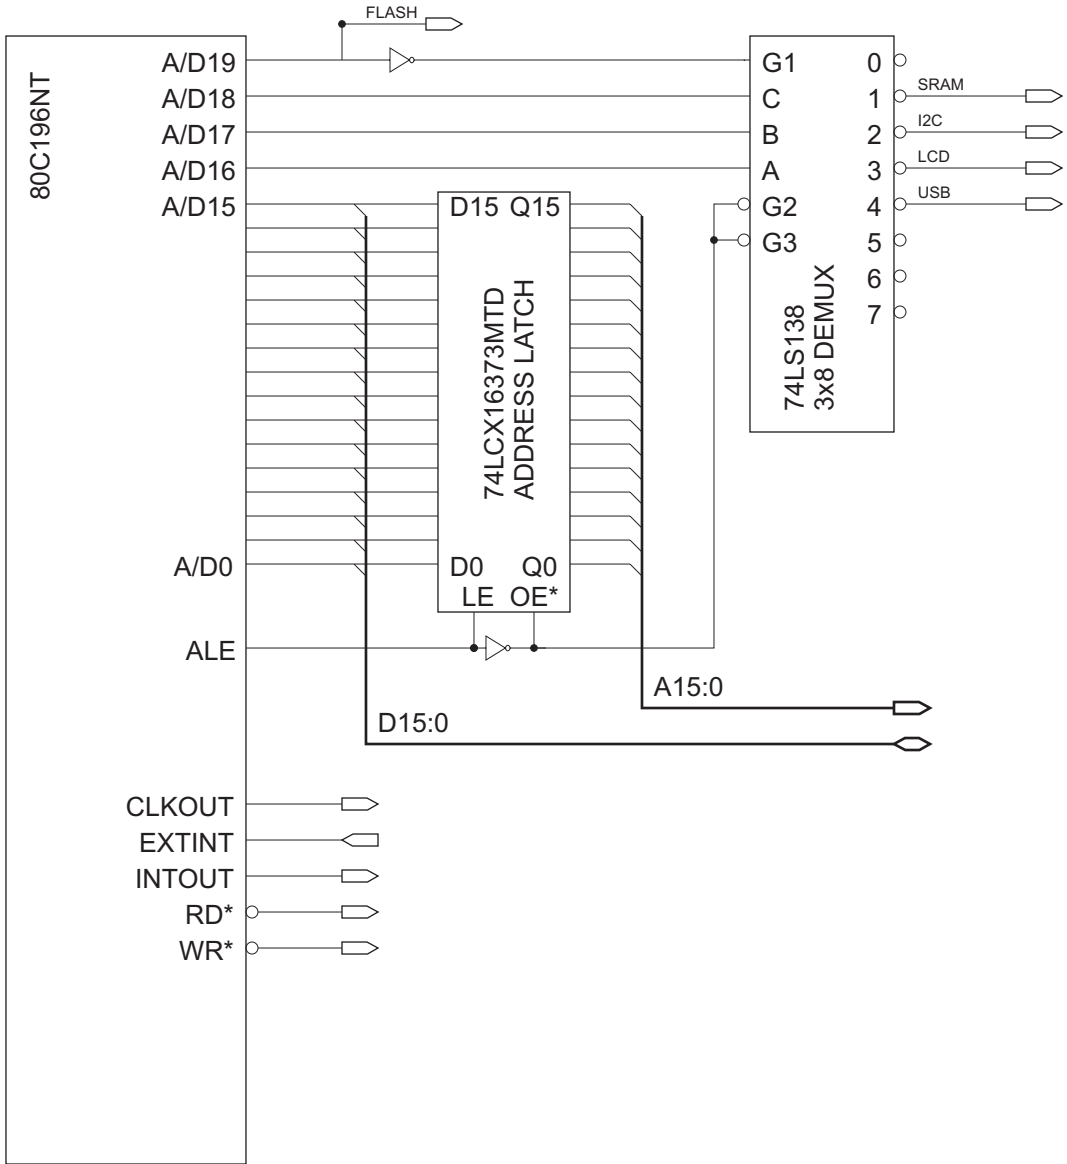 FLASH
80C196NT
A/D19
A/D18
A/D17
A/D16
A/D15
A/D0
ALE
CLKOUT
EXTINT
INTOUT
RD*
WR*
D15 Q15
74LCX16373MTD
ADDRESS LATCH
D0 Q0
LE OE*
D15:0
A15:0
G1 0
C 1
B 2
A 3
G2 4
G3 5
6
7
74LS138
3x8 DEMUX
SRAM
I2C
LCD
USB